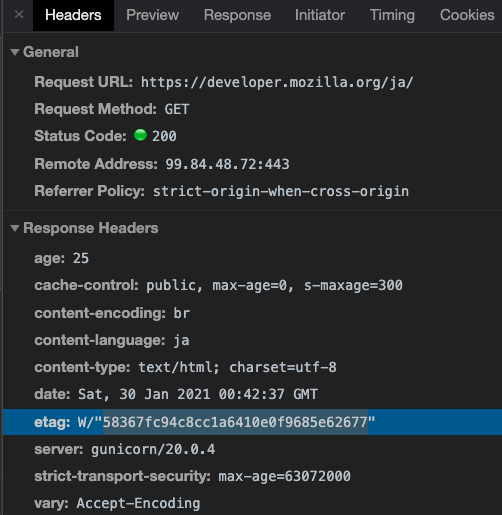 × Headers Preview Response Initiator Timing Cookies
▼ General
Request URL: https://developer.mozilla.org/ja/
Request Method: GET
Status Code: 200
Remote Address: 99.84.48.72:443
Referrer Policy: strict-origin-when-cross-origin
▼ Response Headers
age: 25
cache-control: public, max-age=0, s-maxage=300
content-encoding: br
content-language: ja
content-type: text/html; charset=utf-8
date: Sat, 30 Jan 2021 00:42:37 GMT
etag: W/"58367fc94c8cc1a6410e0f9685e62677"
server: gunicorn/20.0.4
strict-transport-security: max-age=63072000
vary: Accept-Encoding